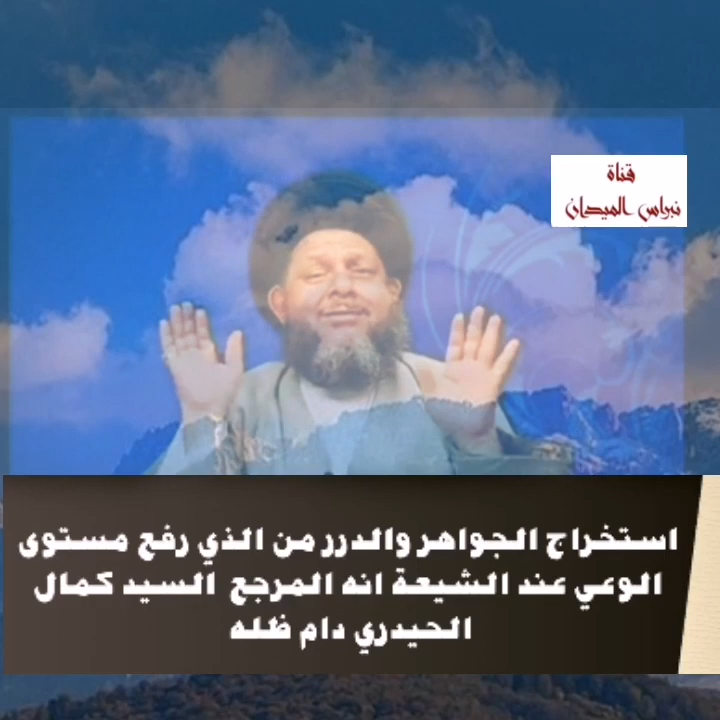 قناة
نبراس الميدان
استخراج الجواهر والدرر من الذي رفع مستوى
الوعي عند الشيعة انه المرجع السيد كمال
الحيدري دام ظله